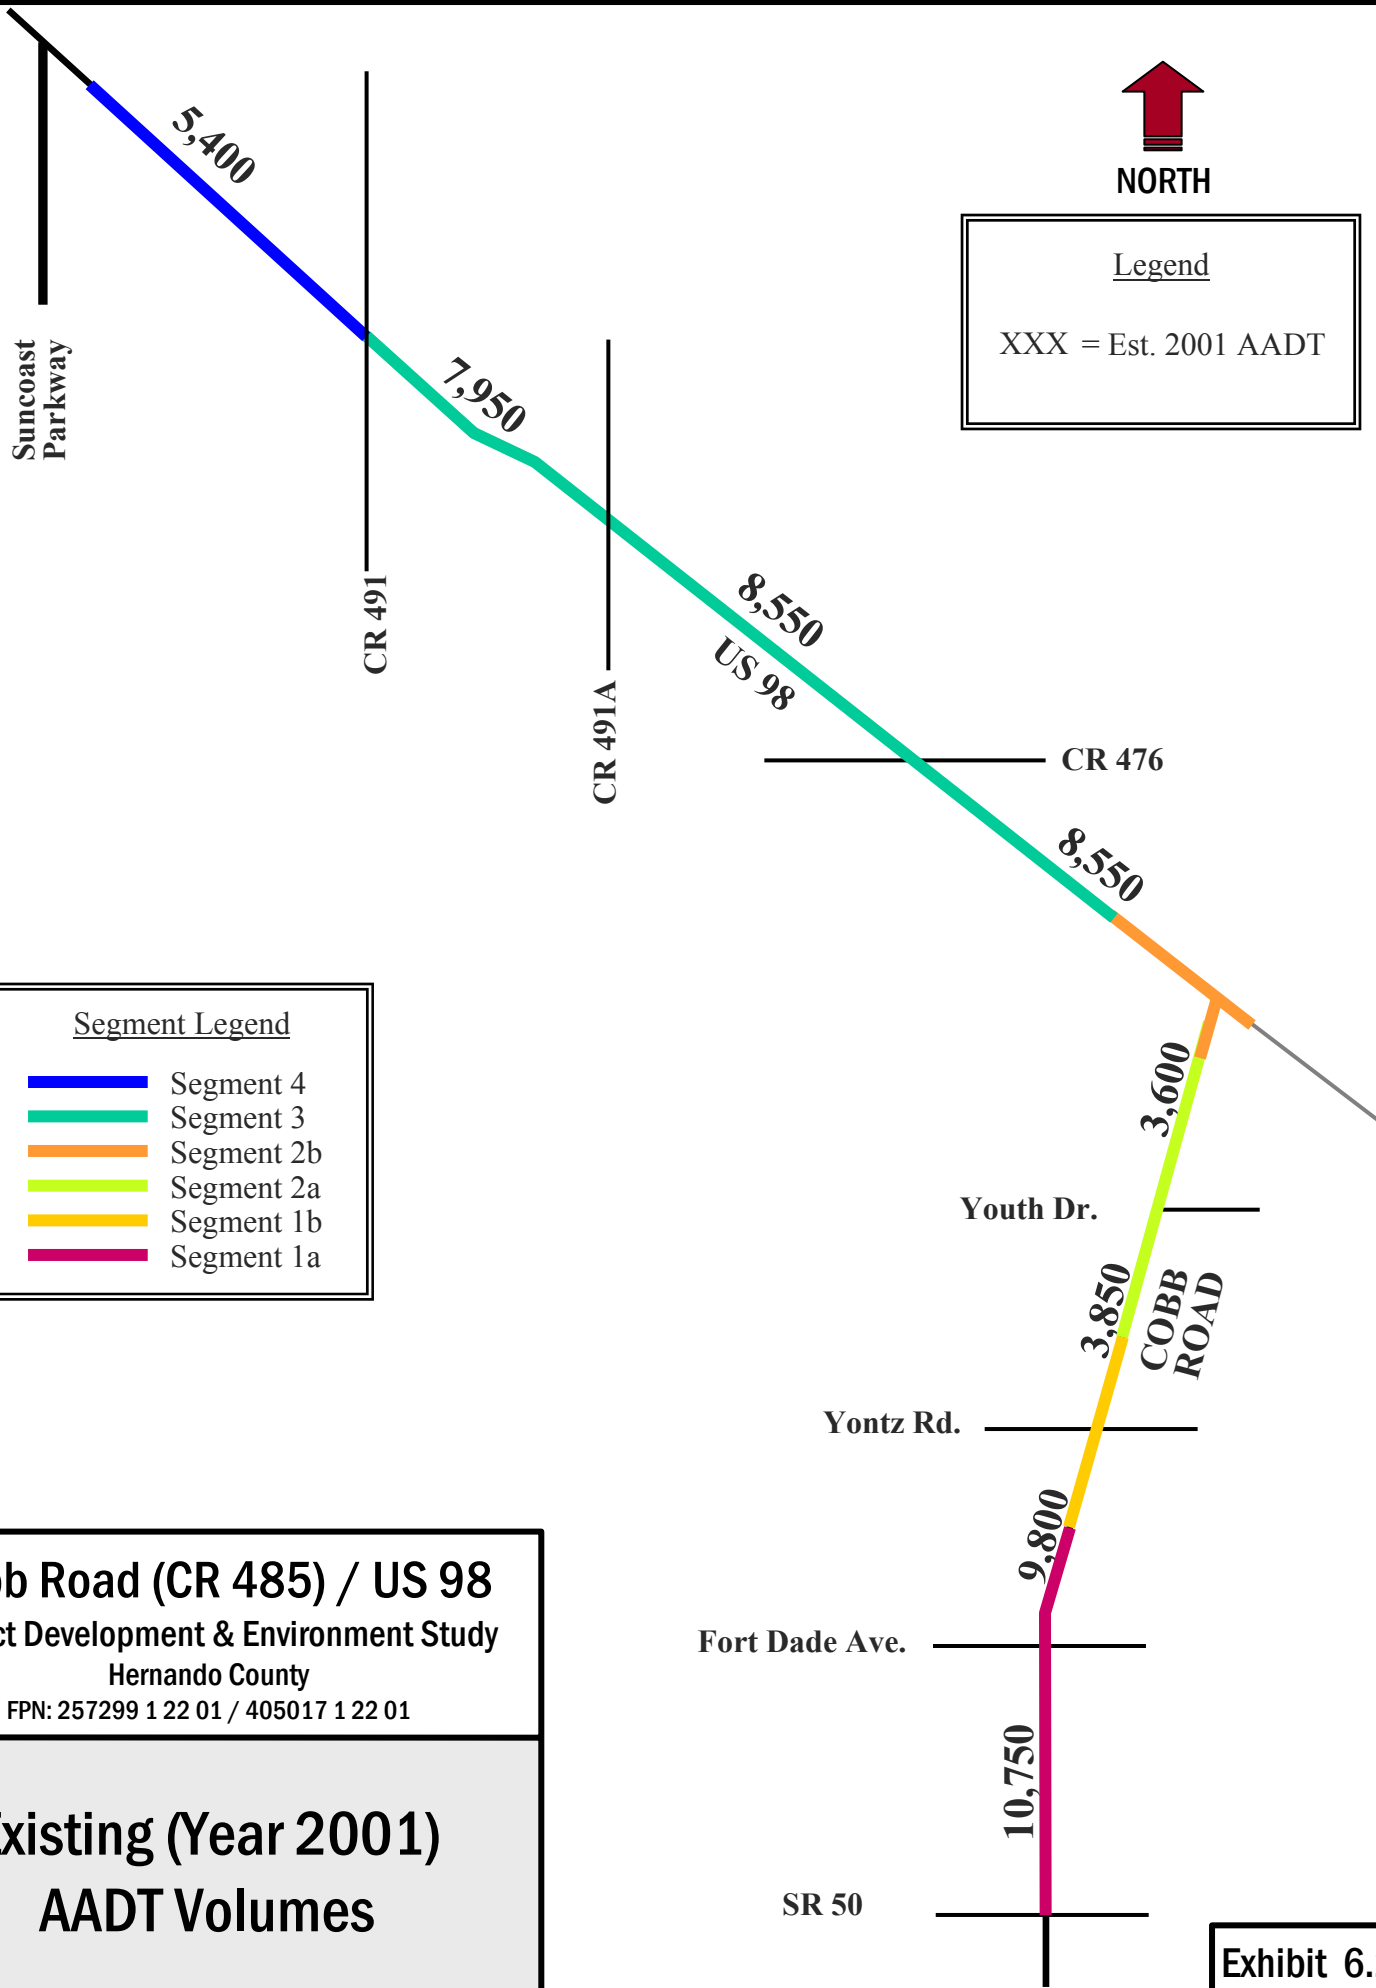 5,400
NORTH
Legend
XXX = Est. 2001 AADT
Suncoast
Parkway
7,950
CR 491
8,550
US 98
CR 491A
CR 476
8,550
Segment Legend
Segment 4
Segment 3
Segment 2b
Segment 2a
Segment 1b
Segment 1a
3,600
Youth Dr.
3,850
COBB
ROAD
Yontz Rd.
9,800
Fort Dade Ave.
10,750
SR 50
b Road (CR 485) / US 98
ct Development & Environment Study
Hernando County
FPN: 257299 1 22 01 / 405017 1 22 01
xisting (Year 2001)
AADT Volumes
Exhibit 6.